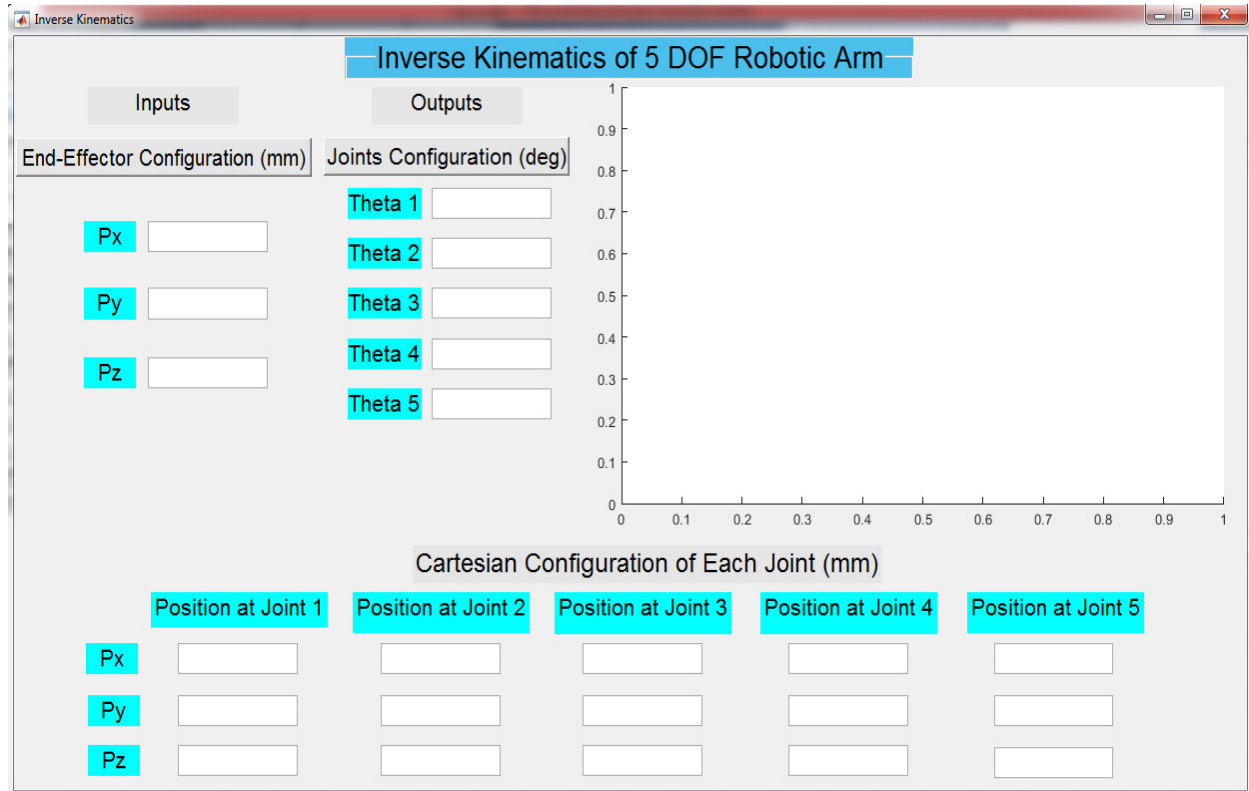 Inverse Kinematics
Inverse Kinematics of 5 DOF Robotic Arm
Inputs
Outputs
End-Effector Configuration (mm)
Joints Configuration (deg)
Px
Py
Pz
Theta 1
Theta 2
Theta 3
Theta 4
Theta 5
1
0.9
0.8
0.7
0.6
0.5
0.4
0.3
0.2
0.1
0
0 0.1 0.2 0.3 0.4 0.5 0.6 0.7 0.8 0.9 1
Cartesian Configuration of Each Joint (mm)
Position at Joint 1 Position at Joint 2 Position at Joint 3 Position at Joint 4 Position at Joint 5
Px
Py
Pz